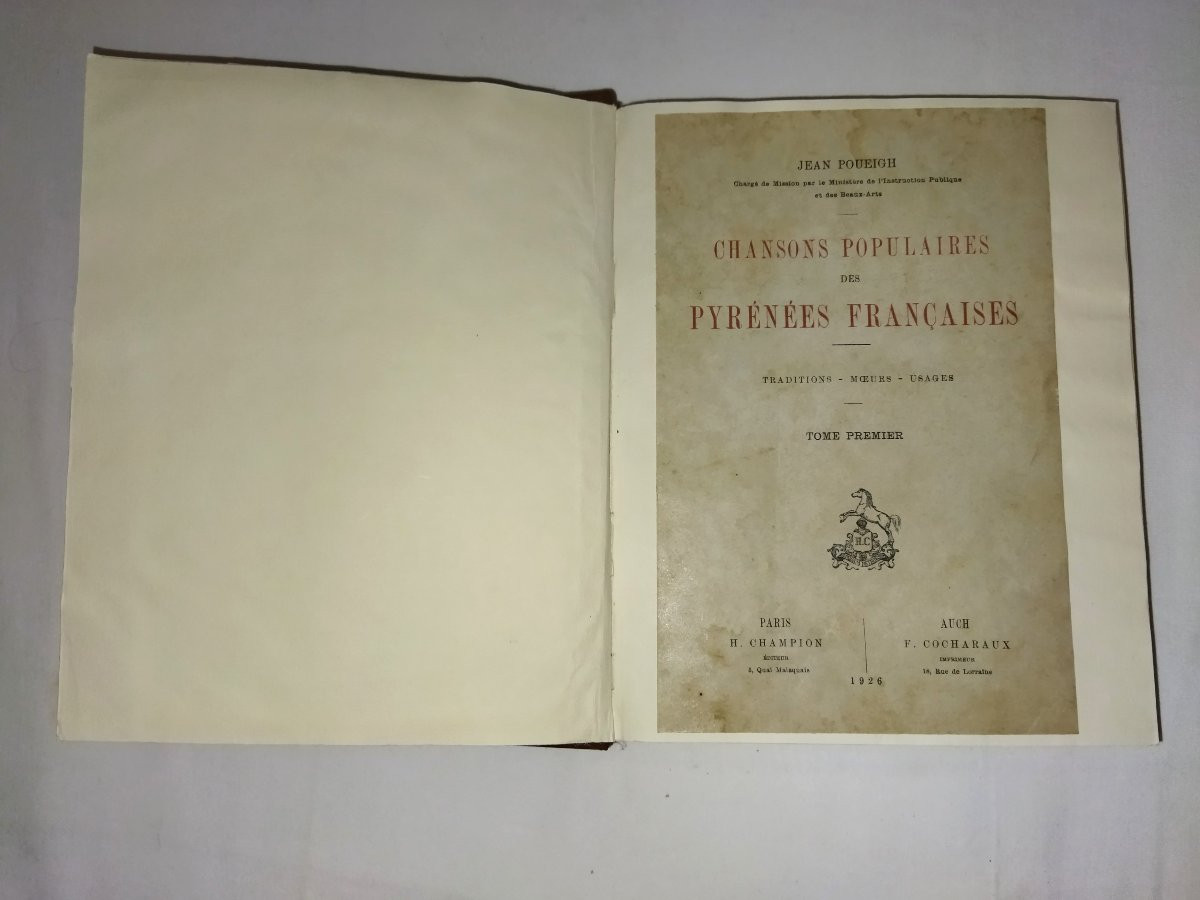 JEAN POUEIGH
Chargé de Mission par le Ministère de l'Instruction Publique
et des Beaux-Arts
CHANSONS POPULAIRES
DES
PYRÉNÉES FRANÇAISES
TRADITIONS - MŒURS - USAGES
TOME PREMIER
H.C
PARIS
H. CHAMPION
ÉDITEUR
5, Quai Malaquais
AUCH
F. COCHARAUX
IMPRIMEUR
18, Rue de Lorraine
1926